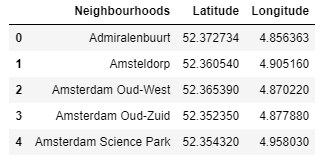 Neighbourhoods Latitude Longitude
0 Admiralenbuurt 52.372734 4.856363
1 Amsteldorp 52.360540 4.905160
2 Amsterdam Oud-West 52.365390 4.870220
3 Amsterdam Oud-Zuid 52.352350 4.877880
4 Amsterdam Science Park 52.354320 4.958030